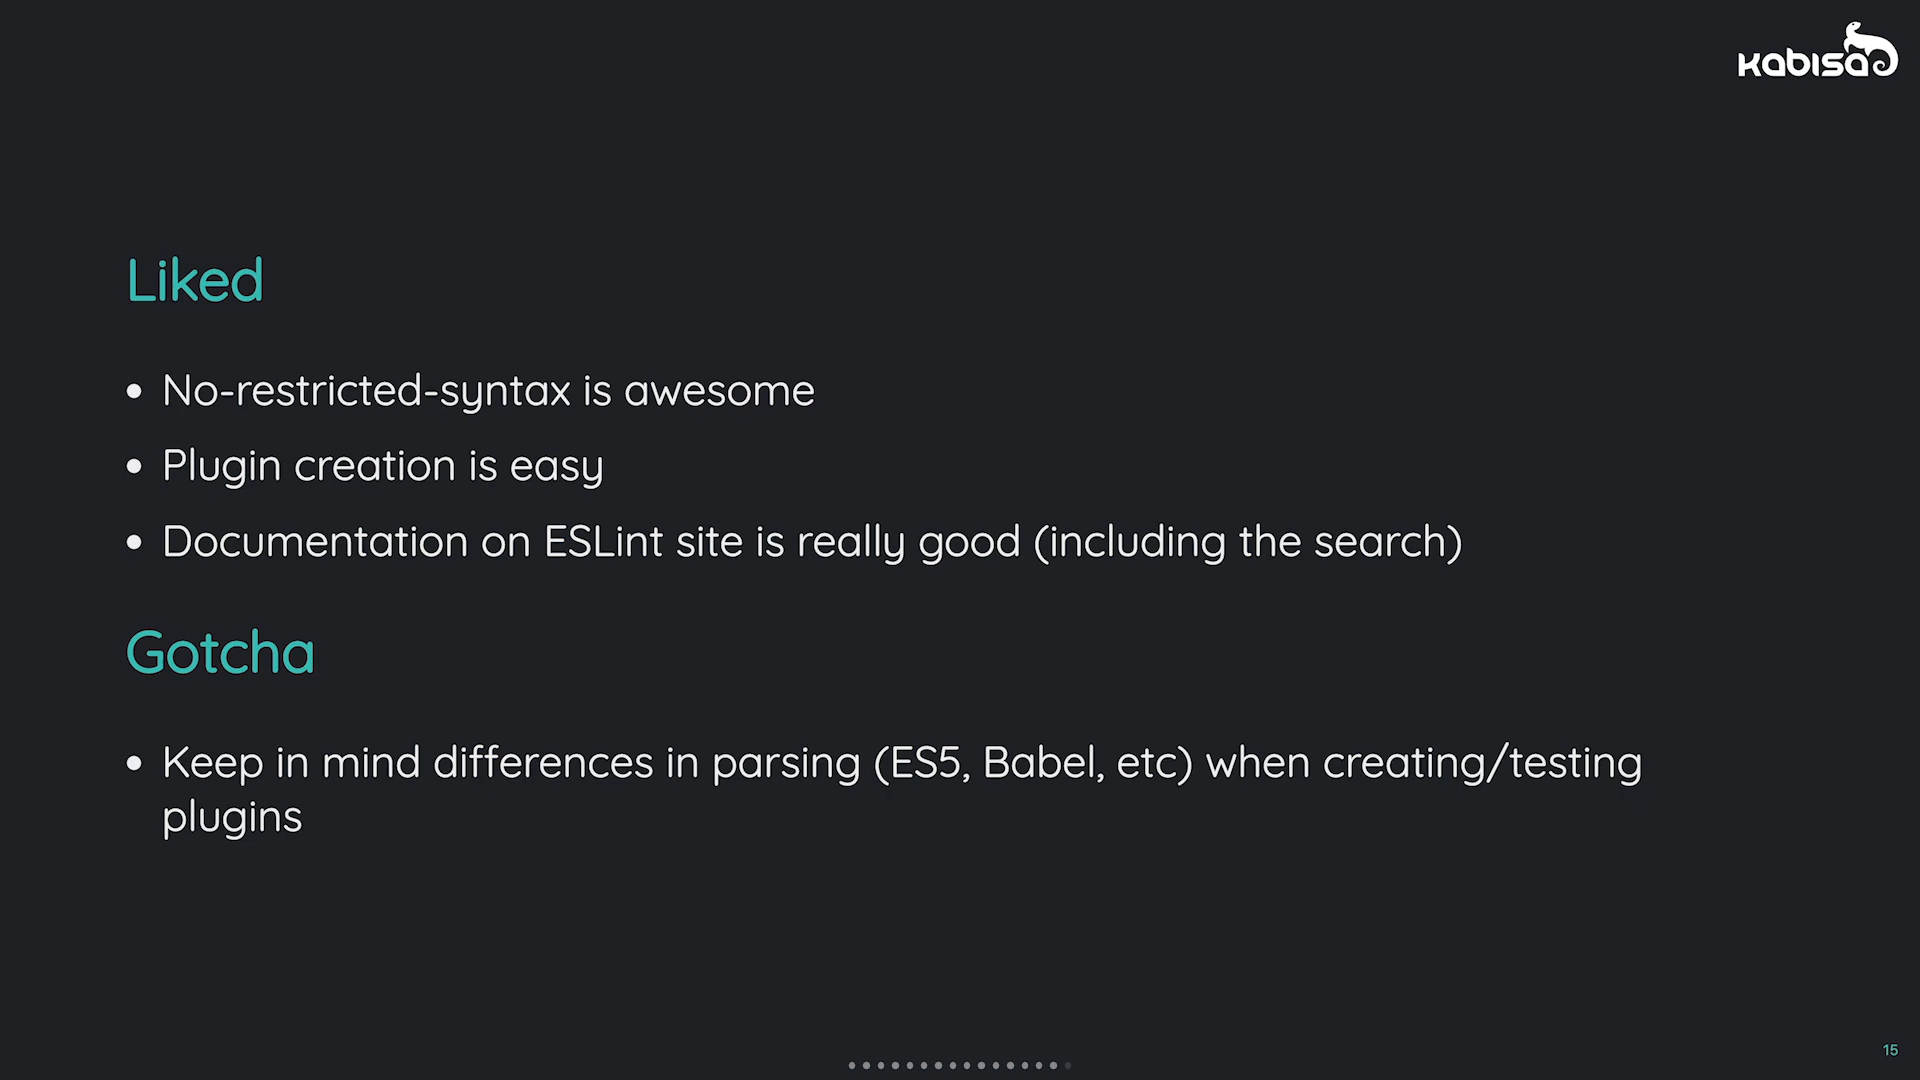 kabisa
Liked
• No-restricted-syntax is awesome
• Plugin creation is easy
• Documentation on ESLint site is really good (including the search)
Gotcha
• Keep in mind differences in parsing (ES5, Babel, etc) when creating/testing
plugins
15